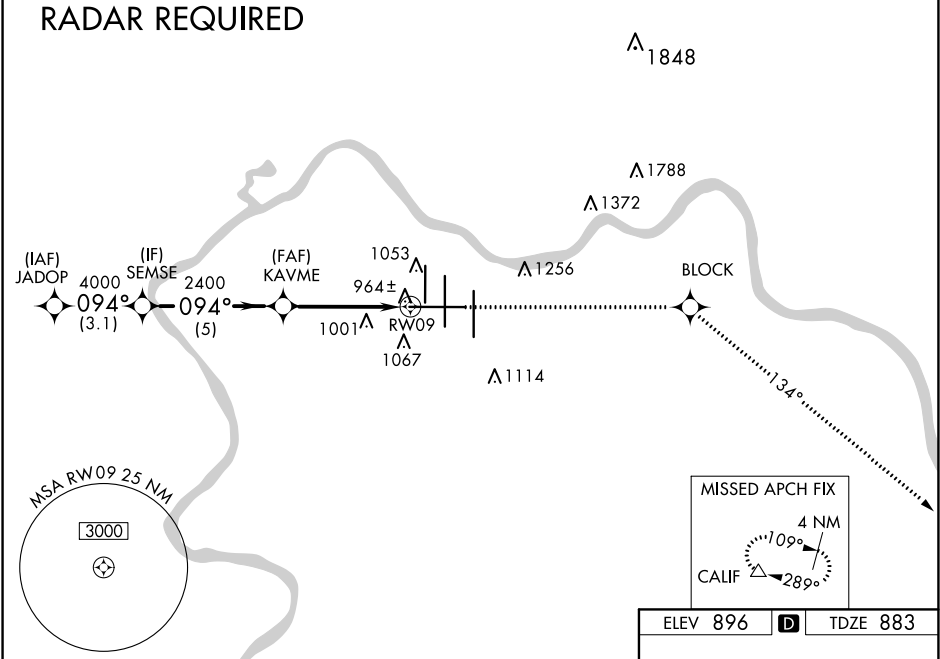 RADAR REQUIRED
1848
1788
1372
(IAF)
JADOP
4000
094°
(3.1)
(IF)
SEMSE
2400
094°
(5)
(FAF)
KAVME
1053
964±
1001
RW09
1067
1256
1114
BLOCK
134°
MSA RW09 25 NM
3000
MISSED APCH FIX
4 NM
109°
CALIF
289°
ELEV 896 D TDZE 883